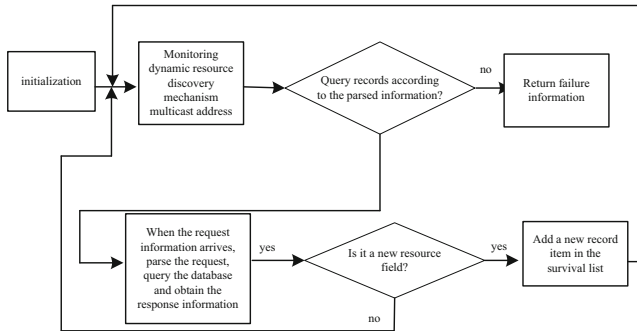 initialization
Monitoring
dynamic resource
discovery
mechanism
multicast address
Query records according
to the parsed information?
no
Return failure
information
When the request
information arrives,
parse the request,
query the database
and obtain the
response information
yes
Is it a new resource
field?
yes
Add a new record
item in the
survival list
no